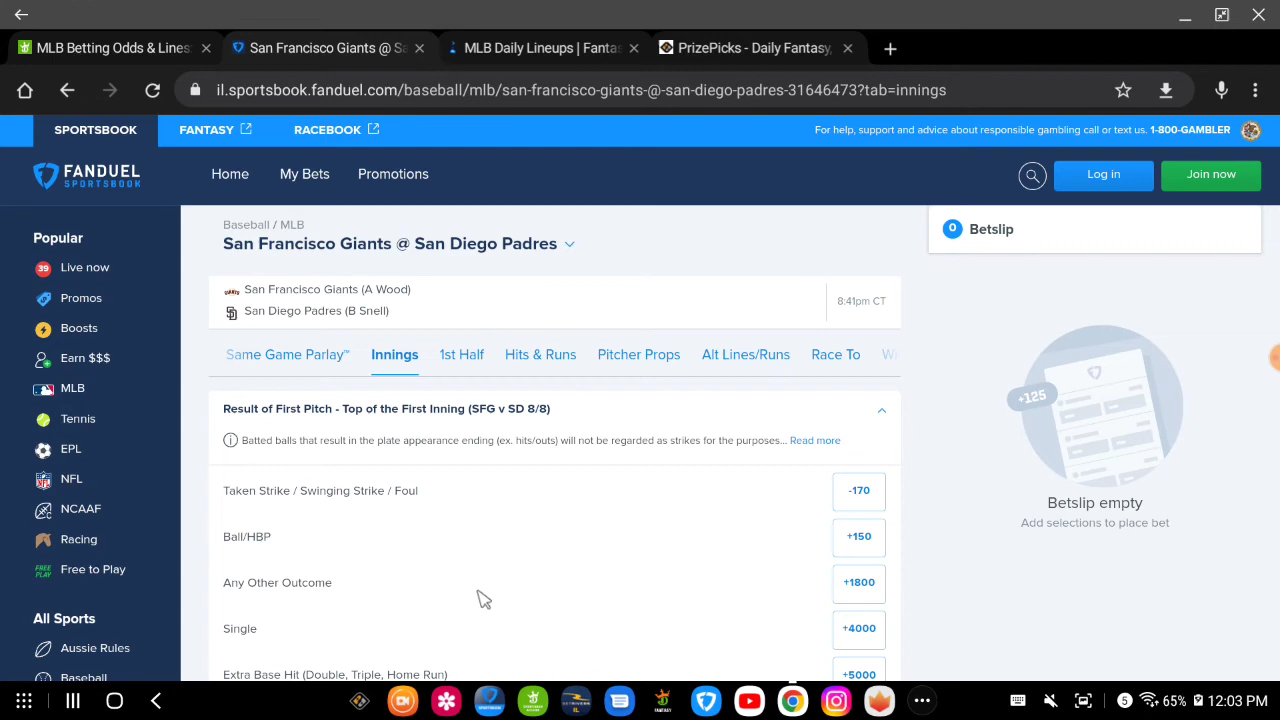 MLB Betting Odds & Lines
San Francisco Giants @ Sa
MLB Daily Lineups | Fantas
PrizePicks - Daily Fantasy,
il.sportsbook.fanduel.com/baseball/mlb/san-francisco-giants-@-san-diego-padres-31646473?tab=innings
SPORTSBOOK FANTASY RACEBOOK For help, support and advice about responsible gambling call or text us. 1-800-GAMBLER
FANDUEL
SPORTSBOOK
Home My Bets Promotions Log in Join now
Popular
39 Live now
Promos
Boosts
Earn $$$
MLB
Tennis
EPL
NFL
NCAAF
Racing
FREE PLAY Free to Play
All Sports
Aussie Rules
Baseball
Baseball / MLB
San Francisco Giants @ San Diego Padres
GIANTS San Francisco Giants (A Wood)
SD San Diego Padres (B Snell)
8:41pm CT
Same Game Parlay™ Innings 1st Half Hits & Runs Pitcher Props Alt Lines/Runs Race To Wi
Result of First Pitch - Top of the First Inning (SFG v SD 8/8)
Batted balls that result in the plate appearance ending (ex. hits/outs) will not be regarded as strikes for the purposes... Read more
Taken Strike / Swinging Strike / Foul -170
Ball/HBP +150
Any Other Outcome +1800
Single +4000
Extra Base Hit (Double, Triple, Home Run) +5000
0 Betslip
+125
Betslip empty
Add selections to place bet
5 65% 12:03 PM